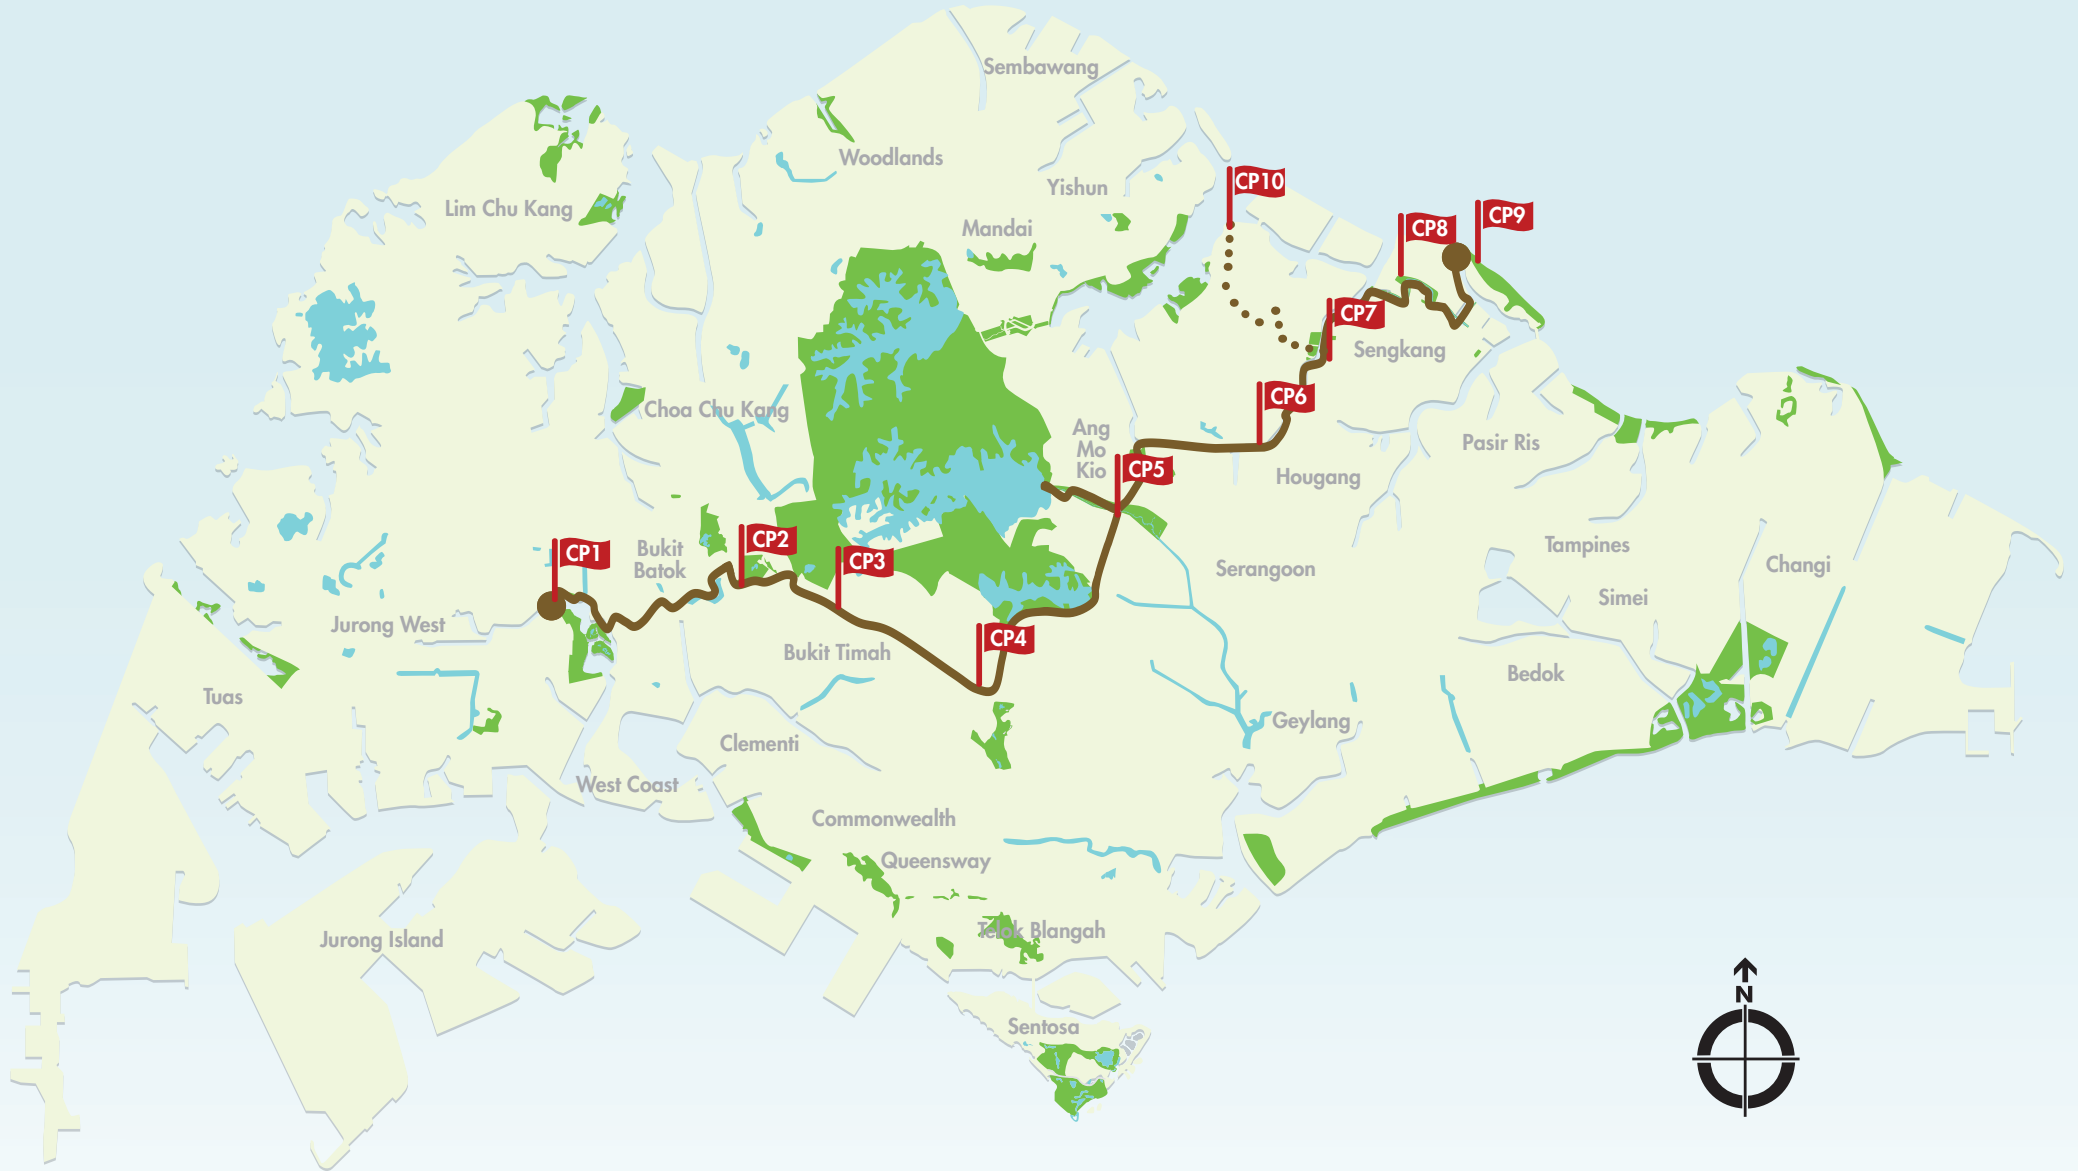 Sembawang
Woodlands
Yishun
CP10
Lim Chu Kang
Mandai
CP8
CP9
CP7
Sengkang
Choa Chu Kang
CP6
Ang
Mo
Kio
Pasir Ris
CP5
Hougang
CP1
CP2
Bukit
Batok
CP3
Serangoon
Tampines
Changi
Simei
Jurong West
CP4
Bukit Timah
Bedok
Tuas
Geylang
Clementi
West Coast
Commonwealth
Queensway
Telok Blangah
Jurong Island
N
Sentosa